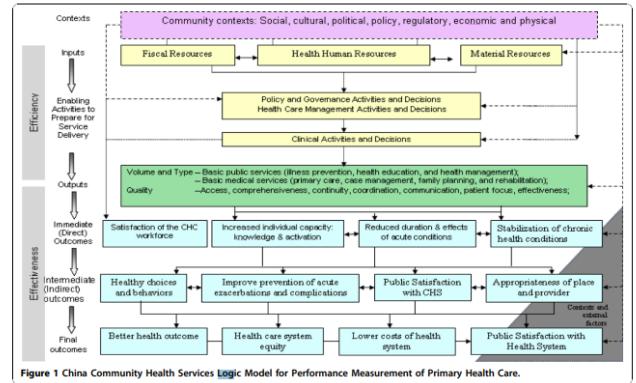 Contexts
Community contexts: Social, cultural, political, policy, regulatory, economic and physical
Inputs
Fiscal Resources
Health Human Resources
Material Resources
Efficiency
Enabling
Activities to
Prepare for
Service
Delivery
Policy and Governance Activities and Decisions
Health Care Management Activities and Decisions
Clinical Activities and Decisions
Outputs
Volume and Type – Basic public services (illness prevention, health education, and health management);
– Basic medical services (primary care, case management, family planning, and rehabilitation);
Quality –Access, comprehensiveness, continuity, coordination, communication, patient focus, effectiveness;
Effectiveness
Immediate
(Direct)
Outcomes
Satisfaction of the CHC
workforce
Increased individual capacity:
knowledge & activation
Reduced duration & effects
of acute conditions
Stabilization of chronic
health conditions
Intermediate
(Indirect)
outcomes
Healthy choices
and behaviors
Improve prevention of acute
exacerbations and complications
Public Satisfaction
with CHS
Appropriateness of place
and provider
Contexts and
external
factors
Final
outcomes
Better health outcome
Health care system
equity
Lower costs of health
system
Public Satisfaction with
Health System
Figure 1 China Community Health Services Logic Model for Performance Measurement of Primary Health Care.